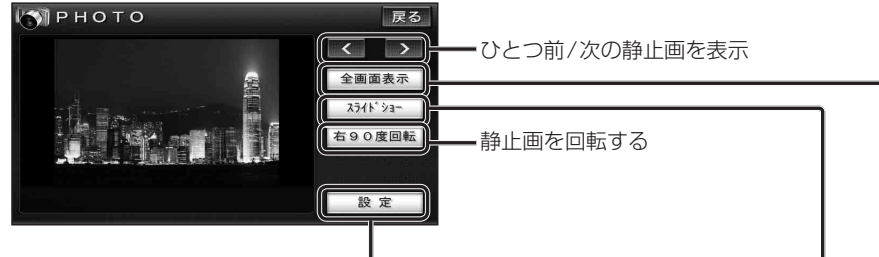 PHOTO
戻る
< >
ひとつ前/次の静止画を表示
全画面表示
ｽﾗｲﾄﾞｼｮｰ
右９０度回転
静止画を回転する
設 定